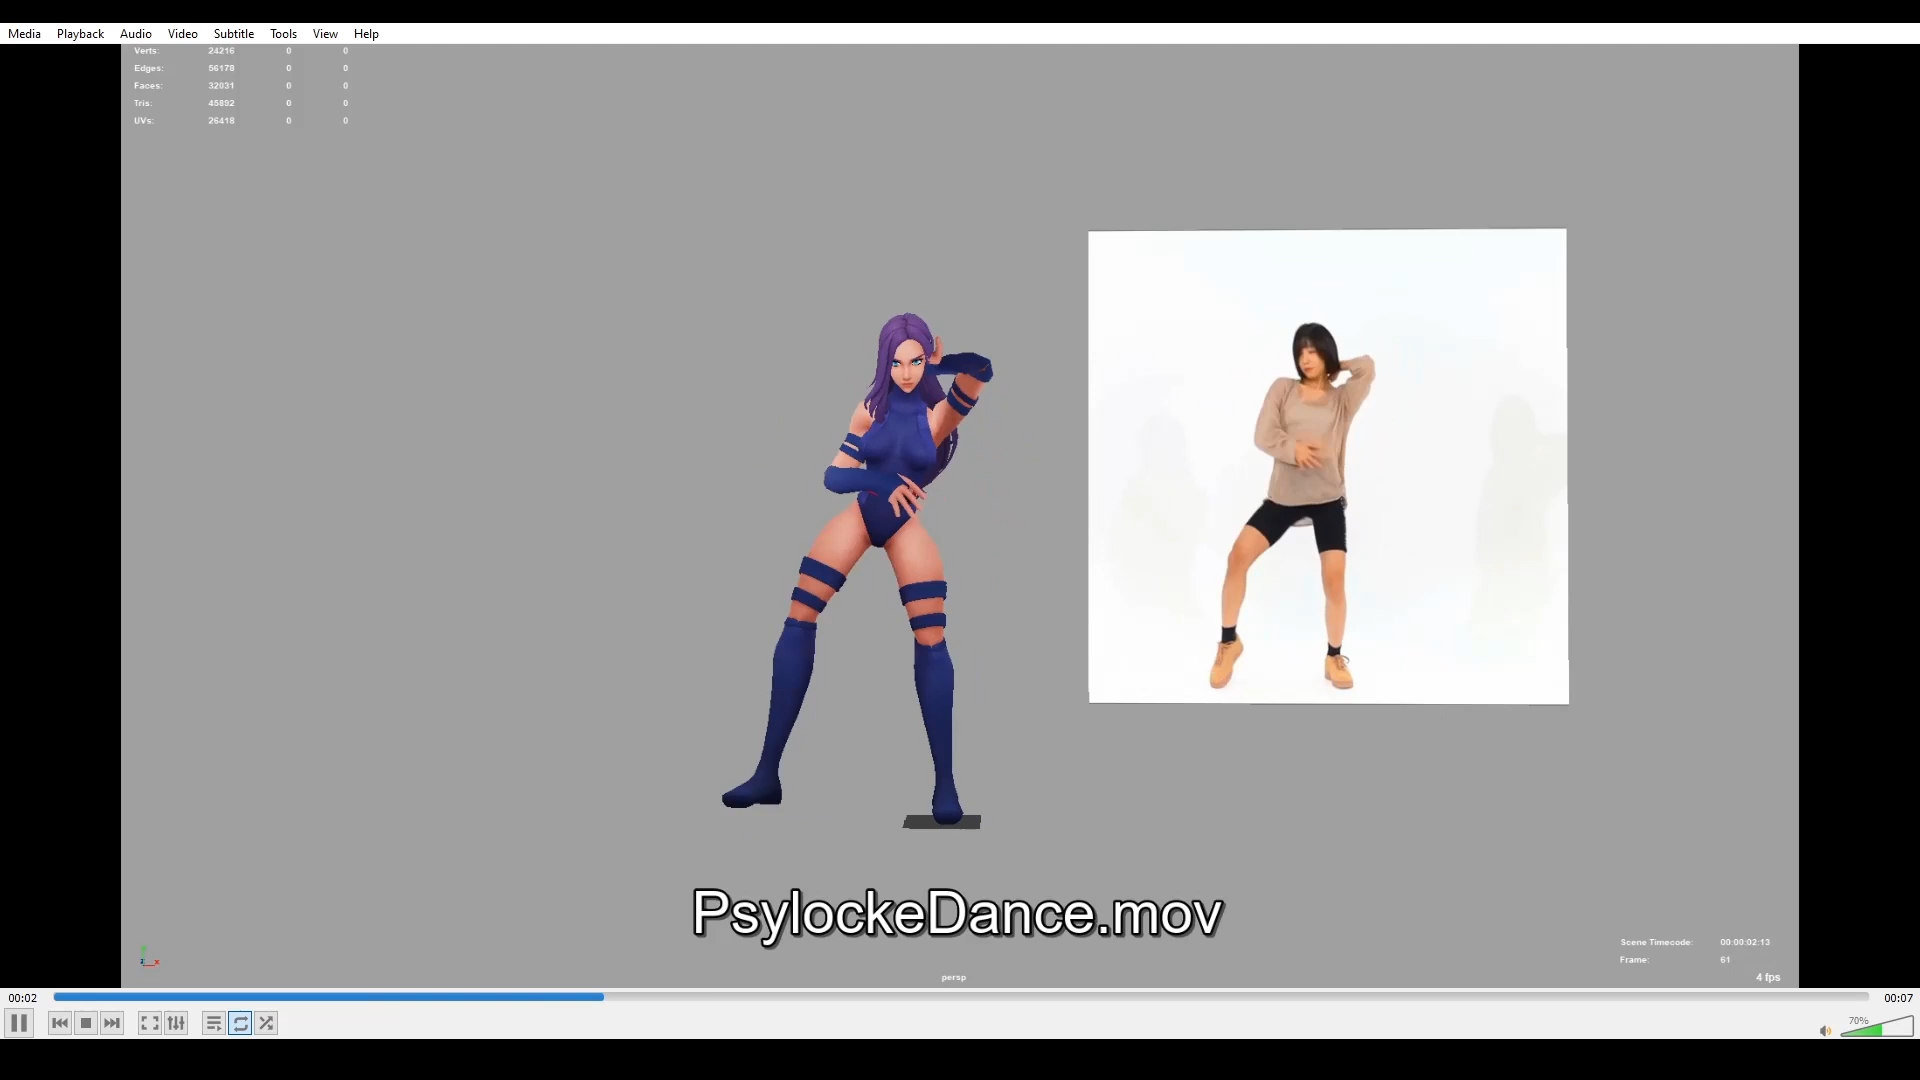 Media Playback Audio Video Subtitle Tools View Help
Verts: 24216 0 0
Edges: 56178 0 0
Faces: 32031 0 0
Tris: 45892 0 0
UVs: 26418 0 0
PsylockeDance.mov
Scene Timecode: 00:00:02:13
Frame: 61
persp
4 fps
00:02
00:07
70%